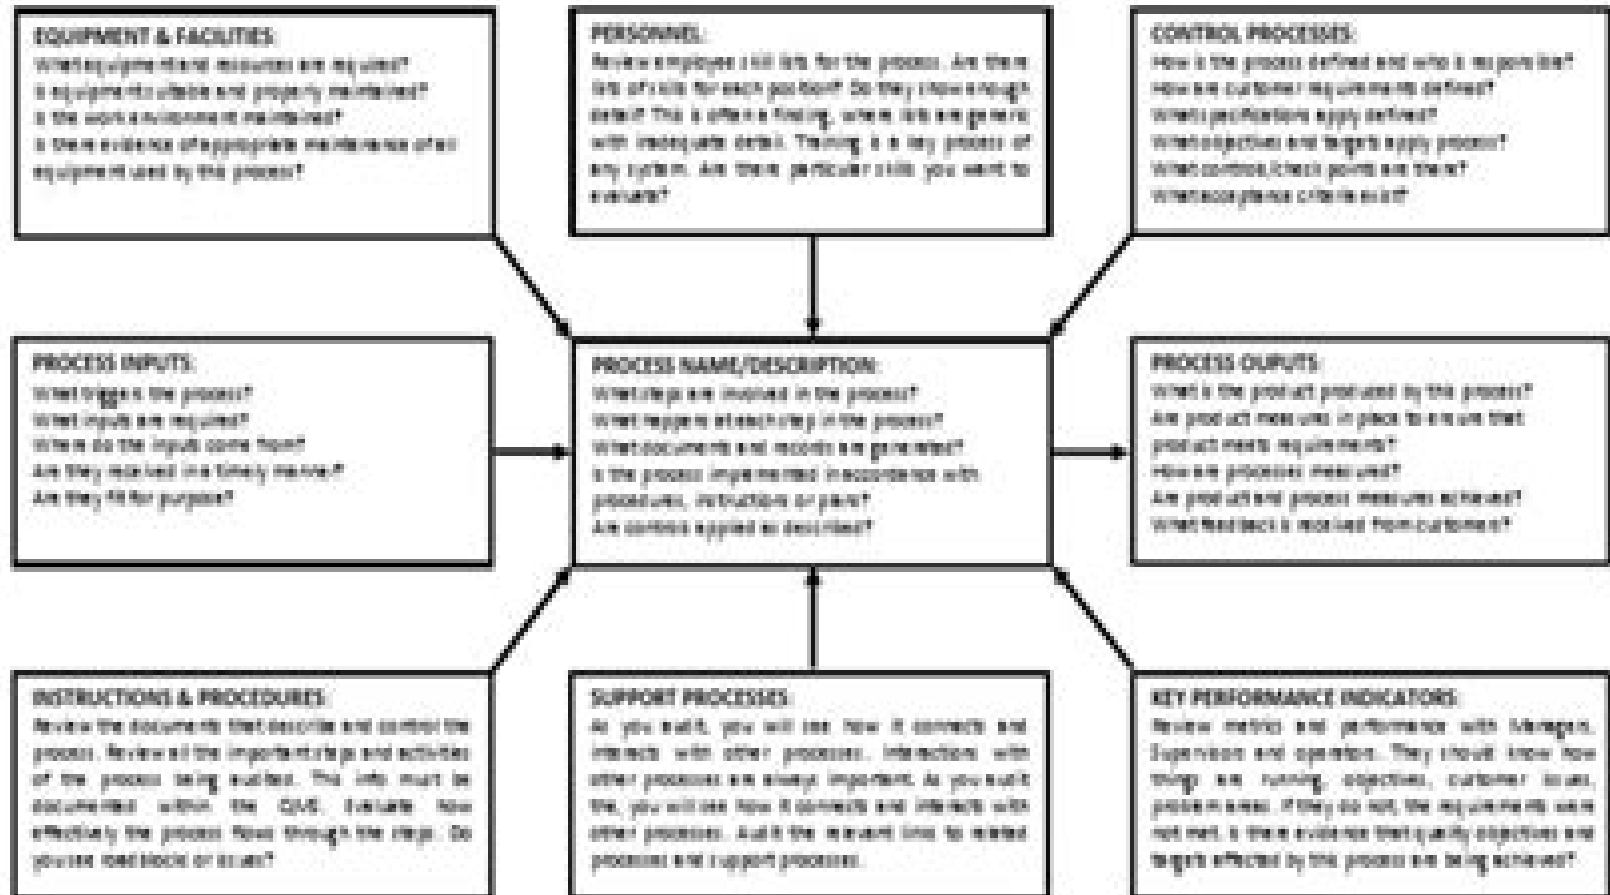 EQUIPMENT & FACILITIES:
What equipment and resources are required?
Is equipment suitable and properly maintained?
Is the work environment maintained?
Is there evidence of appropriate maintenance of all
equipment used by this process?
PERSONNEL:
Review employee skill lists for the process. Are there
lists of skills for each position? Do they show enough
detail? This is often a finding, where lists are generic
with inadequate detail. Training is a key process of
any system. Are there particular skills you want to
evaluate?
CONTROL PROCESSES:
How is the process defined and who is responsible?
How are customer requirements defined?
What specifications apply defined?
What objectives and targets apply process?
What controls/check points are there?
What acceptance criteria exist?
PROCESS INPUTS:
What triggers the process?
What inputs are required?
Where do the inputs come from?
Are they received in a timely manner?
Are they fit for purpose?
PROCESS NAME/DESCRIPTION:
What steps are involved in the process?
What happens at each step in the process?
What documents and records are generated?
Is the process implemented in accordance with
procedures, instructions or plans?
Are controls applied as described?
PROCESS OUPUTS:
What is the product produced by this process?
Are product measures in place to ensure that
product meets requirements?
How are processes measured?
Are product and process measures achieved?
What feedback is received from customers?
INSTRUCTIONS & PROCEDURES:
Review the documents that describe and control the
process. Review all the important steps and activities
of the process being audited. This info must be
documented within the QMS. Evaluate how
effectively the process flows through the steps. Do
you see roadblocks or issues?
SUPPORT PROCESSES:
As you audit, you will see how it connects and
interacts with other processes. Interactions with
other processes are always important. As you audit
the, you will see how it connects and interacts with
other processes. Audit the relevant links to related
processes and support processes.
KEY PERFORMANCE INDICATORS:
Review metrics and performance with Managers,
Supervisors and operators. They should know how
things are running, objectives, customer issues,
problem areas. If they do not, the requirements were
not met. Is there evidence that quality objectives and
targets effected by this process are being achieved?